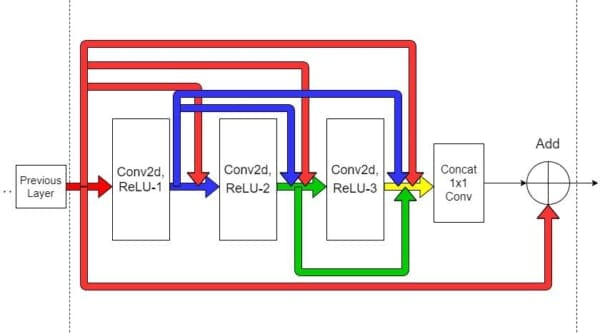 Previous
Layer
Conv2d,
ReLU-1
Conv2d,
ReLU-2
Conv2d,
ReLU-3
Concat
1x1
Conv
Add